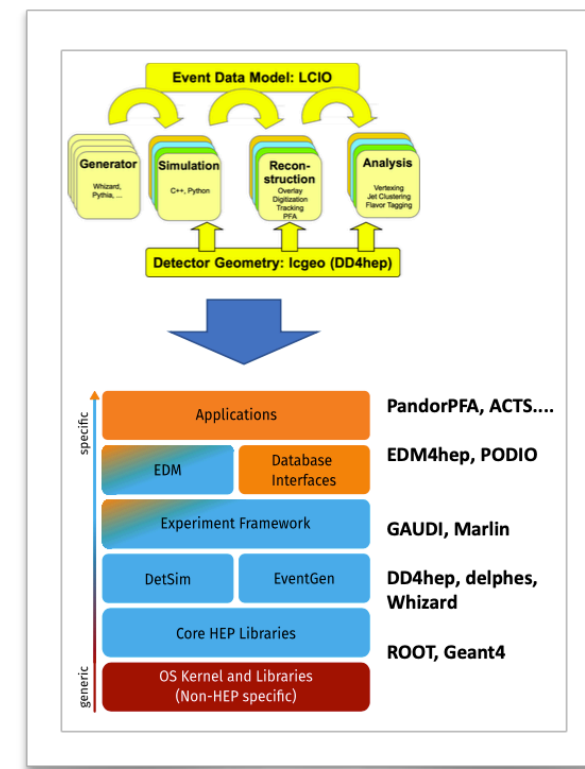 Event Data Model: LCIO
Generator
Whizard,
Pythia, ...
Simulation
C++, Python
Recon-
struction
Overlay
Digitization
Tracking
PFA
Analysis
Vertexing
Jet Clustering
Flavor Tagging
Detector Geometry: lcgeo (DD4hep)
specific
generic
Applications
PandorPFA, ACTS....
EDM
Database
Interfaces
EDM4hep, PODIO
Experiment Framework
GAUDI, Marlin
DetSim
EventGen
DD4hep, delphes,
Whizard
Core HEP Libraries
ROOT, Geant4
OS Kernel and Libraries
(Non-HEP specific)